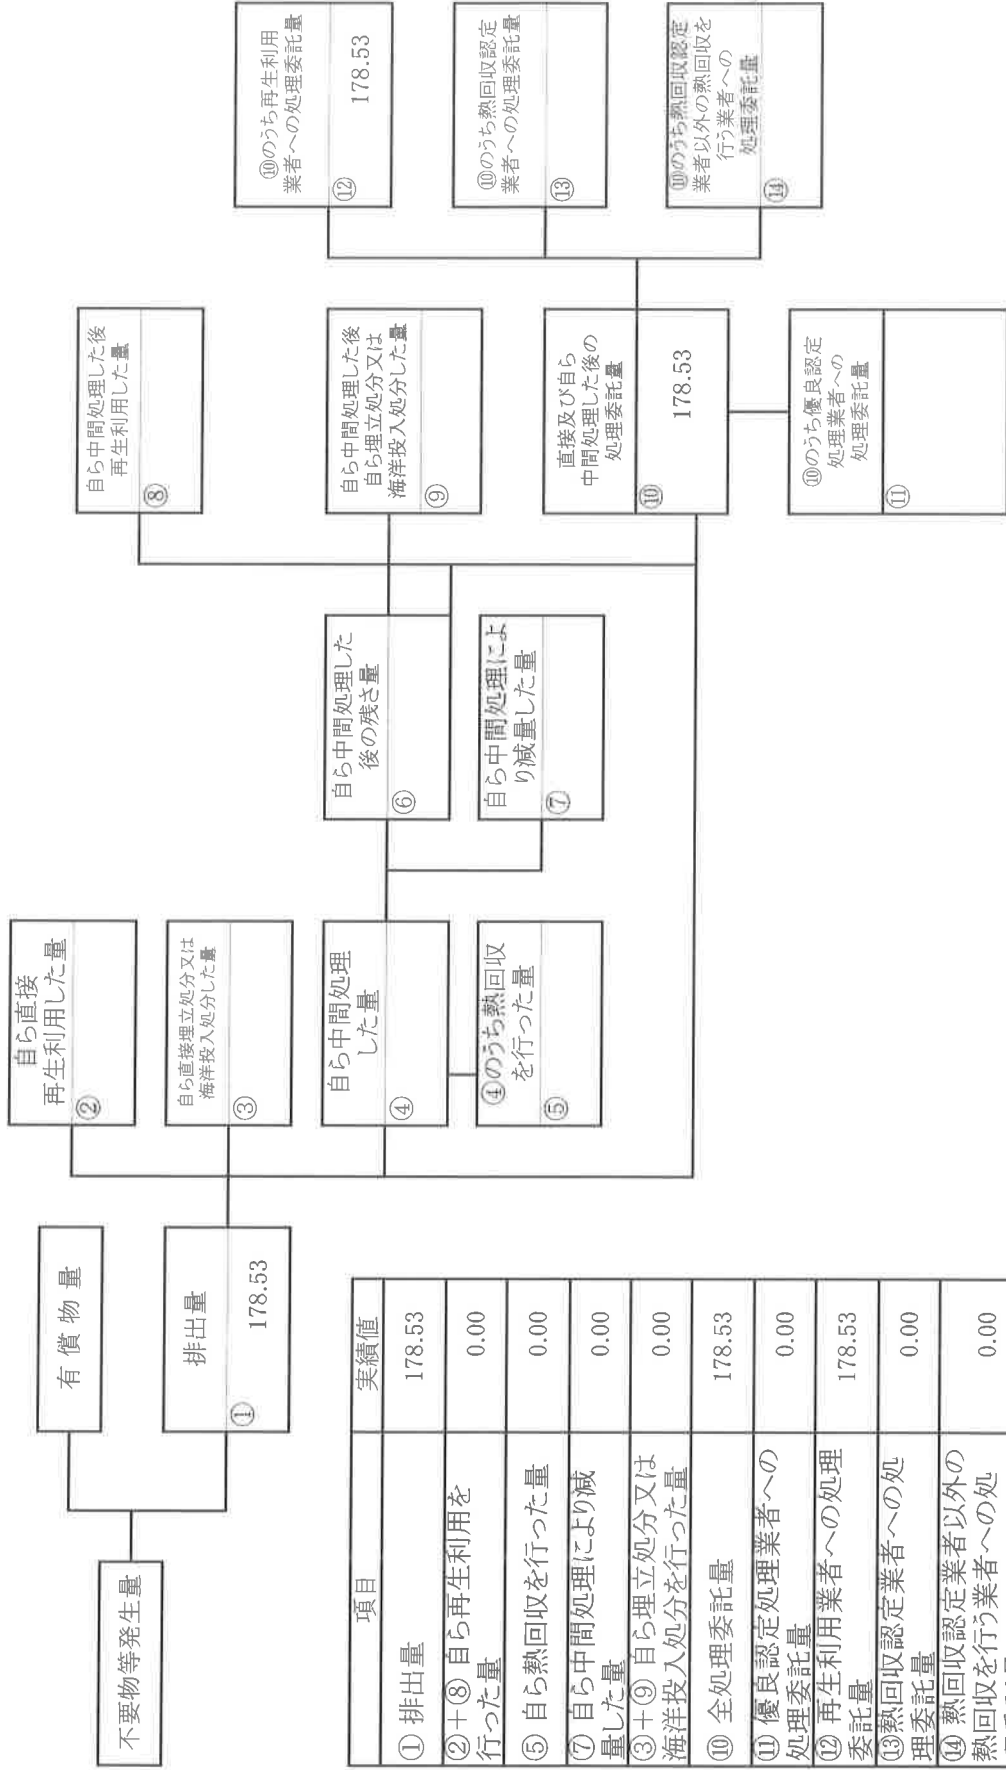 不要物等発生量
有償物量
排出量
①
178.53
自ら直接
再生利用した量
②
自ら直接埋立処分又は
海洋投入処分した量
③
自ら中間処理
した量
④
④のうち熱回収
を行った量
⑤
自ら中間処理した
後の残さ量
⑥
自ら中間処理によ
り減量した量
⑦
自ら中間処理した後
再生利用した量
⑧
自ら中間処理した後
自ら埋立処分又は
海洋投入処分した量
⑨
直接及び自ら
中間処理した後の
処理委託量
⑩
178.53
⑩のうち優良認定
処理業者への
処理委託量
⑪
⑩のうち再生利用
業者への処理委託量
⑫
178.53
⑩のうち熱回収認定
業者への処理委託量
⑬
⑩のうち熱回収認定
業者以外の熱回収を
行う業者への
処理委託量
⑭
項目 実績値
① 排出量 178.53
②+⑧ 自ら再生利用を
行った量 0.00
⑤ 自ら熱回収を行った量 0.00
⑦ 自ら中間処理により減
量した量 0.00
③+⑨ 自ら埋立処分又は
海洋投入処分を行った量 0.00
⑩ 全処理委託量 178.53
⑪ 優良認定処理業者への
処理委託量 0.00
⑫ 再生利用業者への処理
委託量 178.53
⑬熱回収認定業者への処
理委託量 0.00
⑭ 熱回収認定業者以外の
熱回収を行う業者への処 0.00